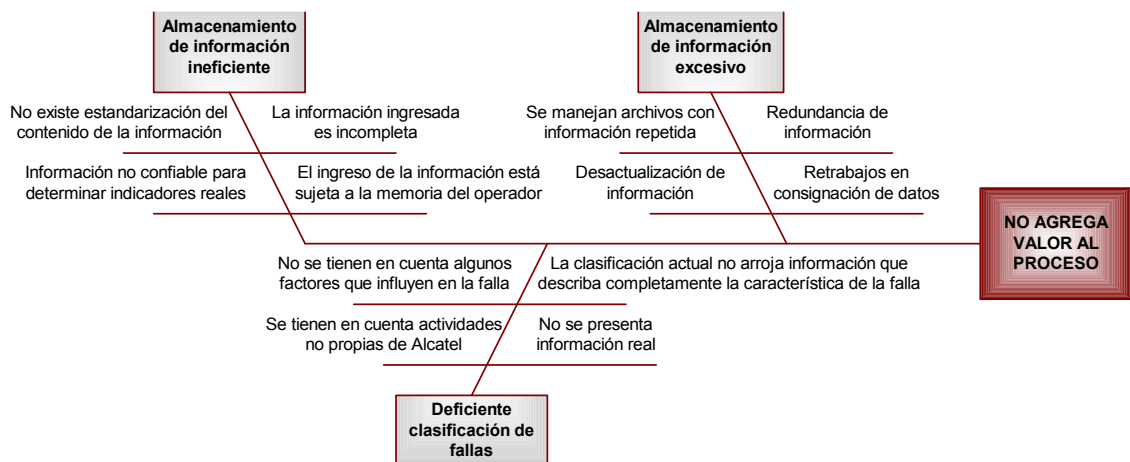 Almacenamiento
de información
ineficiente
Almacenamiento
de información
excesivo
No existe estandarización del
contenido de la información
La información ingresada
es incompleta
Información no confiable para
determinar indicadores reales
El ingreso de la información está
sujeta a la memoria del operador
Se manejan archivos con
información repetida
Redundancia de
información
Desactualización de
información
Retrabajos en
consignación de datos
NO AGREGA
VALOR AL
PROCESO
No se tienen en cuenta algunos
factores que influyen en la falla
La clasificación actual no arroja información que
describa completamente la característica de la falla
Se tienen en cuenta actividades
no propias de Alcatel
No se presenta
información real
Deficiente
clasificación de
fallas